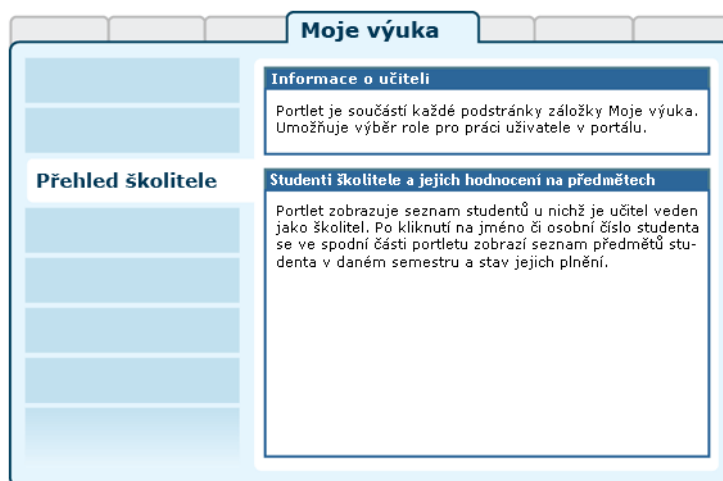 Moje výuka
Informace o učiteli
Portlet je součástí každé podstránky záložky Moje výuka.
Umožňuje výběr role pro práci uživatele v portálu.
Přehled školitele
Studenti školitele a jejich hodnocení na předmětech
Portlet zobrazuje seznam studentů u nichž je učitel veden
jako školitel. Po kliknutí na jméno či osobní číslo studenta
se ve spodní části portletu zobrazí seznam předmětů stu-
denta v daném semestru a stav jejich plnění.